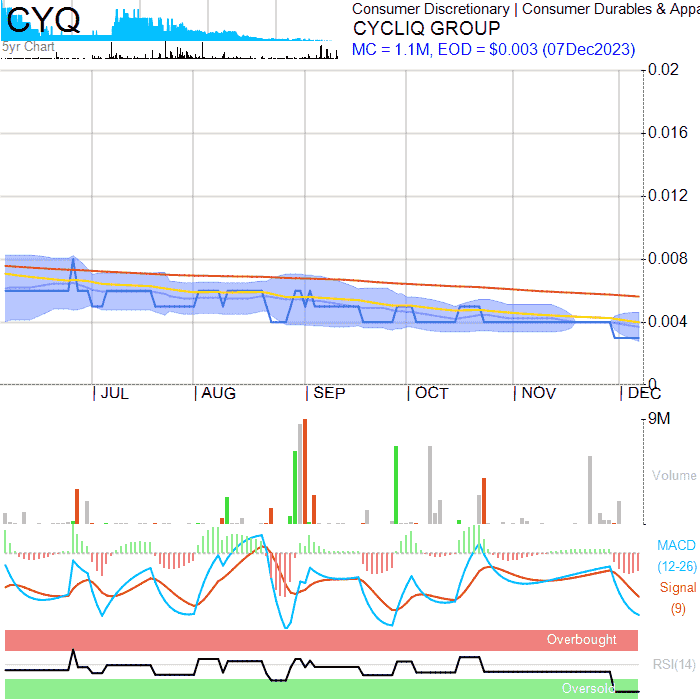 CYQ
5yr Chart
Consumer Discretionary | Consumer Durables & Appa
CYCLIQ GROUP
MC = 1.1M, EOD = $0.003 (07Dec2023)
0.02
0.016
0.012
0.008
0.004
0
JUL AUG SEP OCT NOV DEC
9M
Volume
MACD
(12-26)
Signal
(9)
Overbought
RSI(14)
Oversold